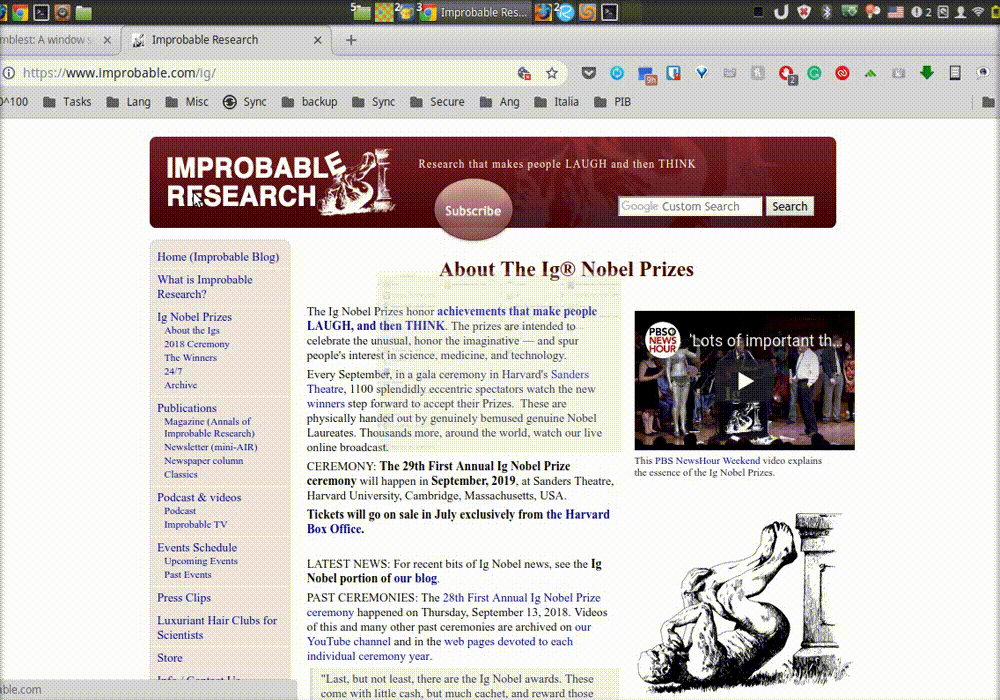 5
2
3
Improbable Res...
2
2
mblest: A window s
Improbable Research
https://www.improbable.com/ig/
9h
2
0^100
Tasks
Lang
Misc
Sync
backup
Sync
Secure
Ang
Italia
PIB
IMPROBABLE
RESEARCH
Research that makes people LAUGH and then THINK
Subscribe
Google Custom Search
Search
Home (Improbable Blog)
What is Improbable
Research?
Ig Nobel Prizes
About the Igs
2018 Ceremony
The Winners
24/7
Archive
Publications
Magazine (Annals of
Improbable Research)
Newsletter (mini-AIR)
Newspaper column
Classics
Podcast & videos
Podcast
Improbable TV
Events Schedule
Upcoming Events
Past Events
Press Clips
Luxuriant Hair Clubs for
Scientists
Store
Info / Contact Us
able.com
About The Ig® Nobel Prizes
The Ig Nobel Prizes honor achievements that make people
LAUGH, and then THINK. The prizes are intended to
celebrate the unusual, honor the imaginative — and spur
people's interest in science, medicine, and technology.
Every September, in a gala ceremony in Harvard's Sanders
Theatre, 1100 splendidly eccentric spectators watch the new
winners step forward to accept their Prizes. These are
physically handed out by genuinely bemused genuine Nobel
Laureates. Thousands more, around the world, watch our live
online broadcast.
CEREMONY: The 29th First Annual Ig Nobel Prize
ceremony will happen in September, 2019, at Sanders Theatre,
Harvard University, Cambridge, Massachusetts, USA.
Tickets will go on sale in July exclusively from the Harvard
Box Office.
LATEST NEWS: For recent bits of Ig Nobel news, see the Ig
Nobel portion of our blog.
PAST CEREMONIES: The 28th First Annual Ig Nobel Prize
ceremony happened on Thursday, September 13, 2018. Videos
of this and many other past ceremonies are archived on our
YouTube channel and in the web pages devoted to each
individual ceremony year.
"Last, but not least, there are the Ig Nobel awards. These
come with little cash, but much cachet, and reward those
PBS
NEWS
HOUR
'Lots of important th...
This PBS NewsHour Weekend video explains
the essence of the Ig Nobel Prizes.